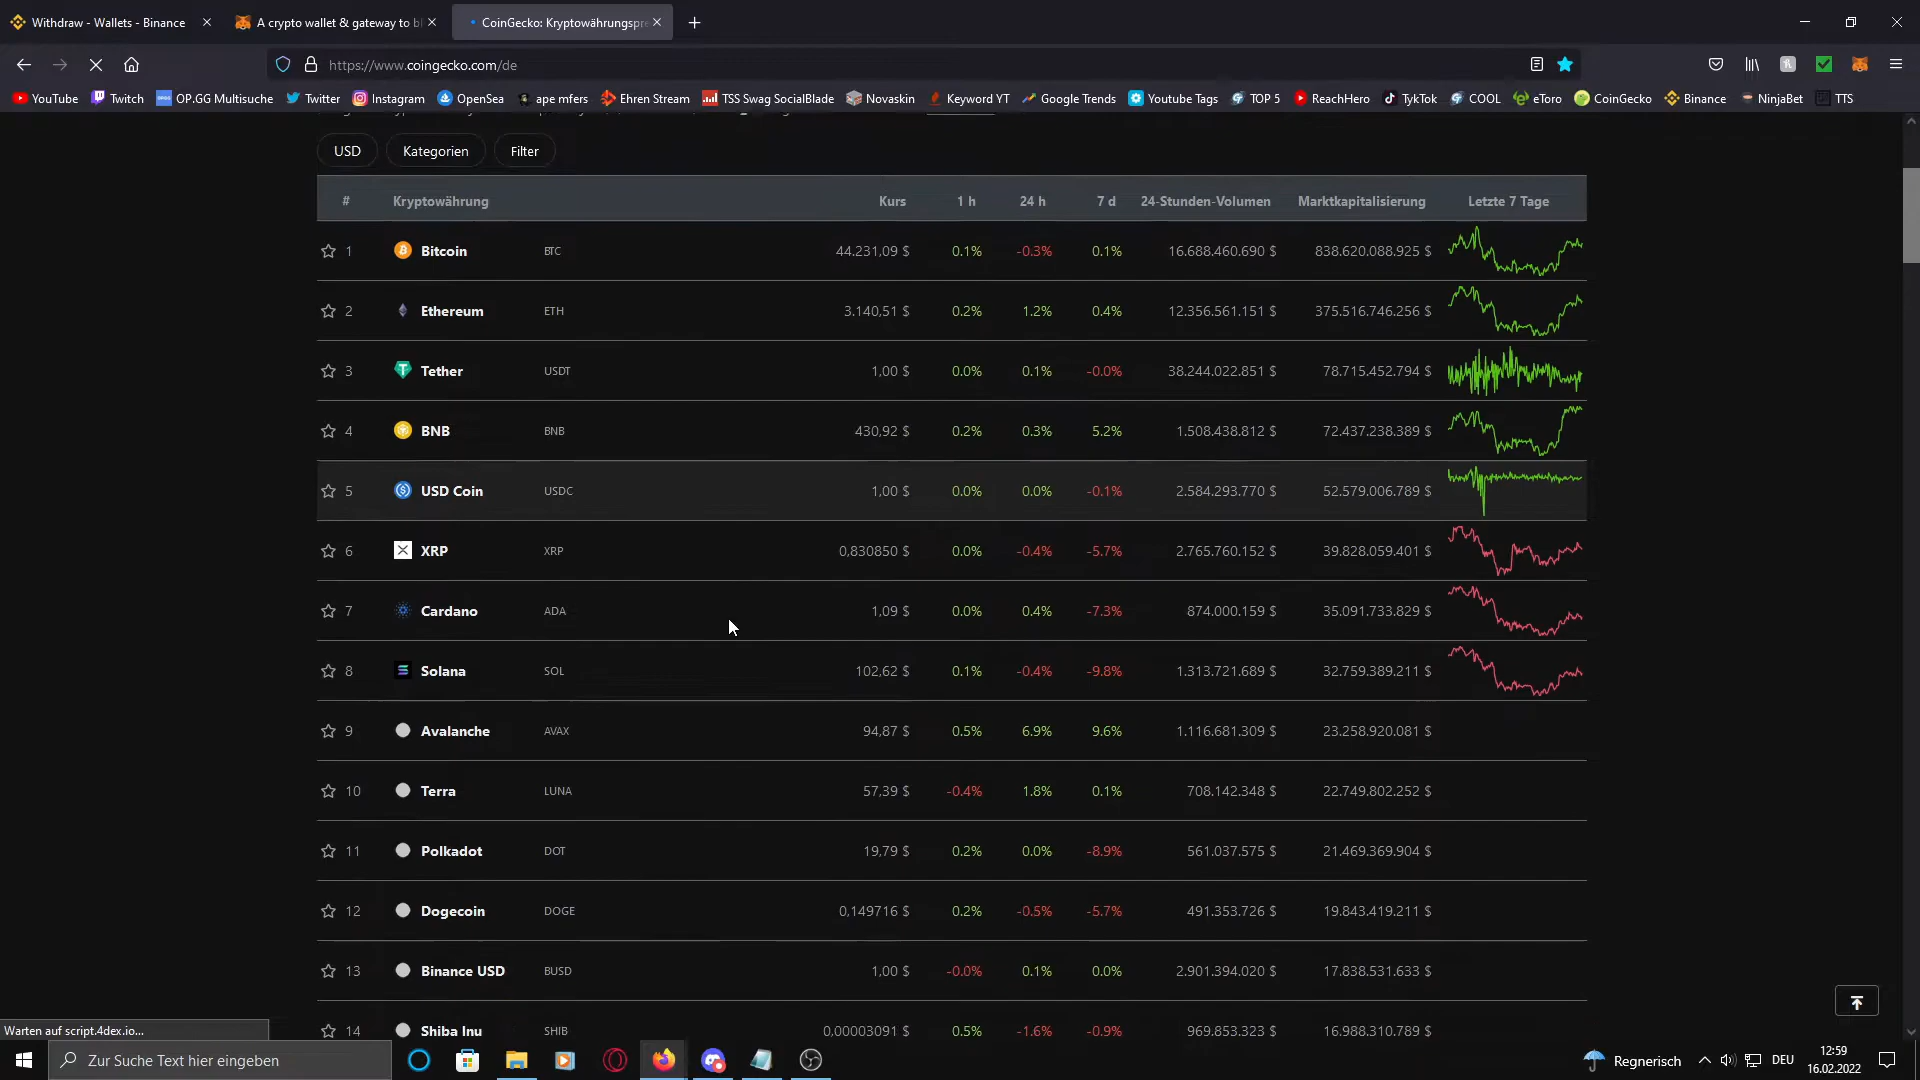 Withdraw - Wallets - Binance
A crypto wallet & gateway to bl
CoinGecko: Kryptowährungspre
https://www.coingecko.com/de
YouTube Twitch OP.GG Multisuche Twitter Instagram OpenSea ape mfers Ehren Stream TSS Swag SocialBlade Novaskin Keyword YT Google Trends Youtube Tags TOP 5 ReachHero TykTok COOL eToro CoinGecko Binance NinjaBet TTS
USD Kategorien Filter
# Kryptowährung Kurs 1 h 24 h 7 d 24-Stunden-Volumen Marktkapitalisierung Letzte 7 Tage
1 Bitcoin BTC 44.231,09 $ 0.1% -0.3% 0.1% 16.688.460.690 $ 838.620.088.925 $
2 Ethereum ETH 3.140,51 $ 0.2% 1.2% 0.4% 12.356.561.151 $ 375.516.746.256 $
3 Tether USDT 1,00 $ 0.0% 0.1% -0.0% 38.244.022.851 $ 78.715.452.794 $
4 BNB BNB 430,92 $ 0.2% 0.3% 5.2% 1.508.438.812 $ 72.437.238.389 $
5 USD Coin USDC 1,00 $ 0.0% 0.0% -0.1% 2.584.293.770 $ 52.579.006.789 $
6 XRP XRP 0,830850 $ 0.0% -0.4% -5.7% 2.765.760.152 $ 39.828.059.401 $
7 Cardano ADA 1,09 $ 0.0% 0.4% -7.3% 874.000.159 $ 35.091.733.829 $
8 Solana SOL 102,62 $ 0.1% -0.4% -9.8% 1.313.721.689 $ 32.759.389.211 $
9 Avalanche AVAX 94,87 $ 0.5% 6.9% 9.6% 1.116.681.309 $ 23.258.920.081 $
10 Terra LUNA 57,39 $ -0.4% 1.8% 0.1% 708.142.348 $ 22.749.802.252 $
11 Polkadot DOT 19,79 $ 0.2% 0.0% -8.9% 561.037.575 $ 21.469.369.904 $
12 Dogecoin DOGE 0,149716 $ 0.2% -0.5% -5.7% 491.353.726 $ 19.843.419.211 $
13 Binance USD BUSD 1,00 $ -0.0% 0.1% 0.0% 2.901.394.020 $ 17.838.531.633 $
14 Shiba Inu SHIB 0,00003091 $ 0.5% -1.6% -0.9% 969.853.323 $ 16.988.310.789 $
Warten auf script.4dex.io...
Zur Suche Text hier eingeben
Regnerisch
DEU
12:59
16.02.2022